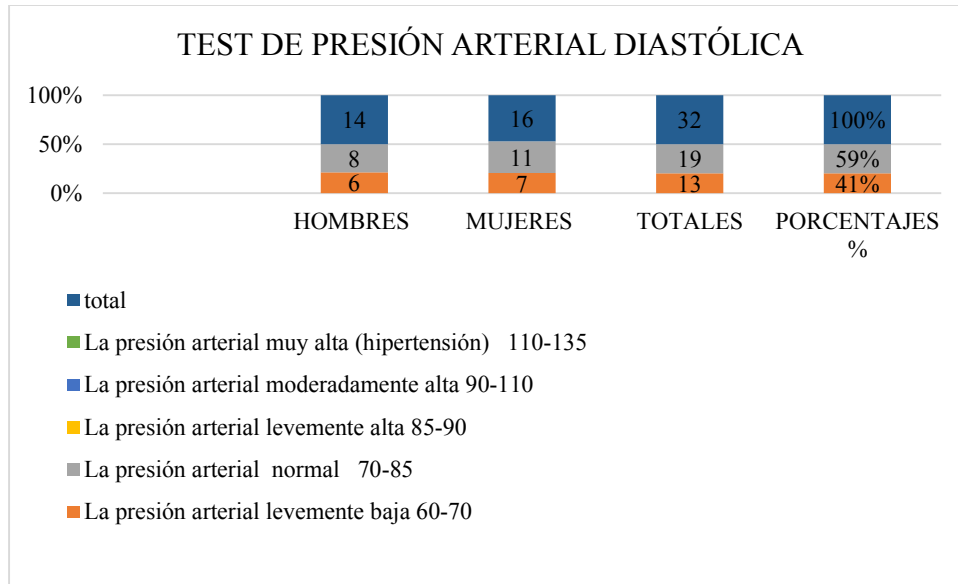 TEST DE PRESIÓN ARTERIAL DIASTÓLICA
100%
50%
0%
14 16 32 100%
8 11 19 59%
6 7 13 41%
HOMBRES MUJERES TOTALES PORCENTAJES
%
total
La presión arterial muy alta (hipertensión) 110-135
La presión arterial moderadamente alta 90-110
La presión arterial levemente alta 85-90
La presión arterial normal 70-85
La presión arterial levemente baja 60-70